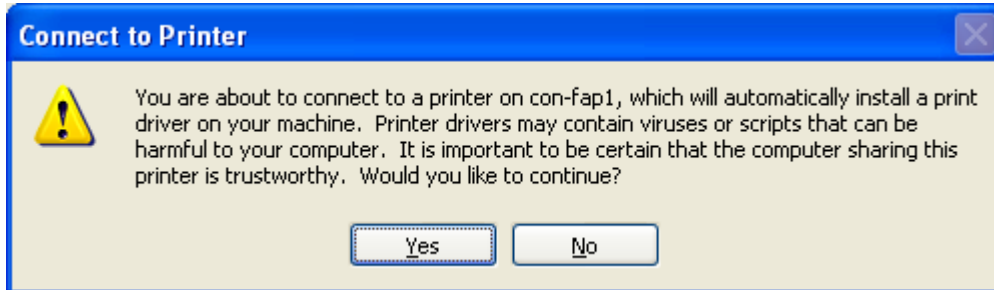 Connect to Printer
You are about to connect to a printer on con-fap1, which will automatically install a print
driver on your machine.  Printer drivers may contain viruses or scripts that can be
harmful to your computer.  It is important to be certain that the computer sharing this
printer is trustworthy.  Would you like to continue?
Yes No